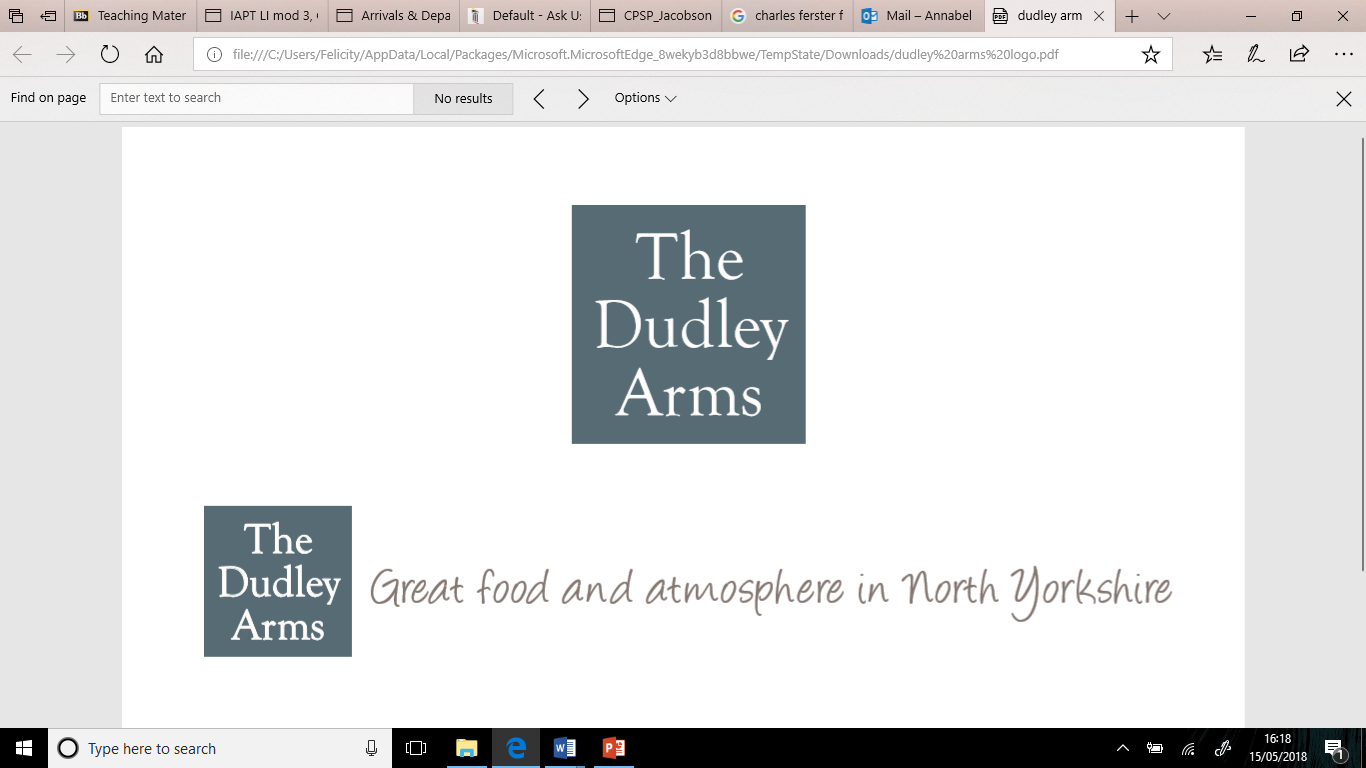 Teaching Mater
IAPT LI mod 3, (
Arrivals & Depa
Default - Ask U:
CPSP_Jacobson
charles ferster f
Mail – Annabel
dudley arm
file:///C:/Users/Felicity/AppData/Local/Packages/Microsoft.MicrosoftEdge_8wekyb3d8bbwe/TempState/Downloads/dudley%20arms%20logo.pdf
Find on page
Enter text to search
No results
Options
The
Dudley
Arms
The
Dudley
Arms
Great food and atmosphere in North Yorkshire
Type here to search
16:18
15/05/2018
1